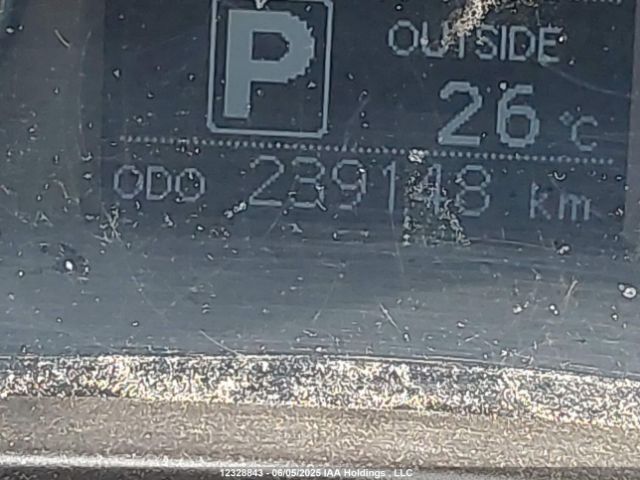 P
OUTSIDE
26 °C
ODO 239148 km
12328843 - 06/05/2025 IAA Holdings , LLC